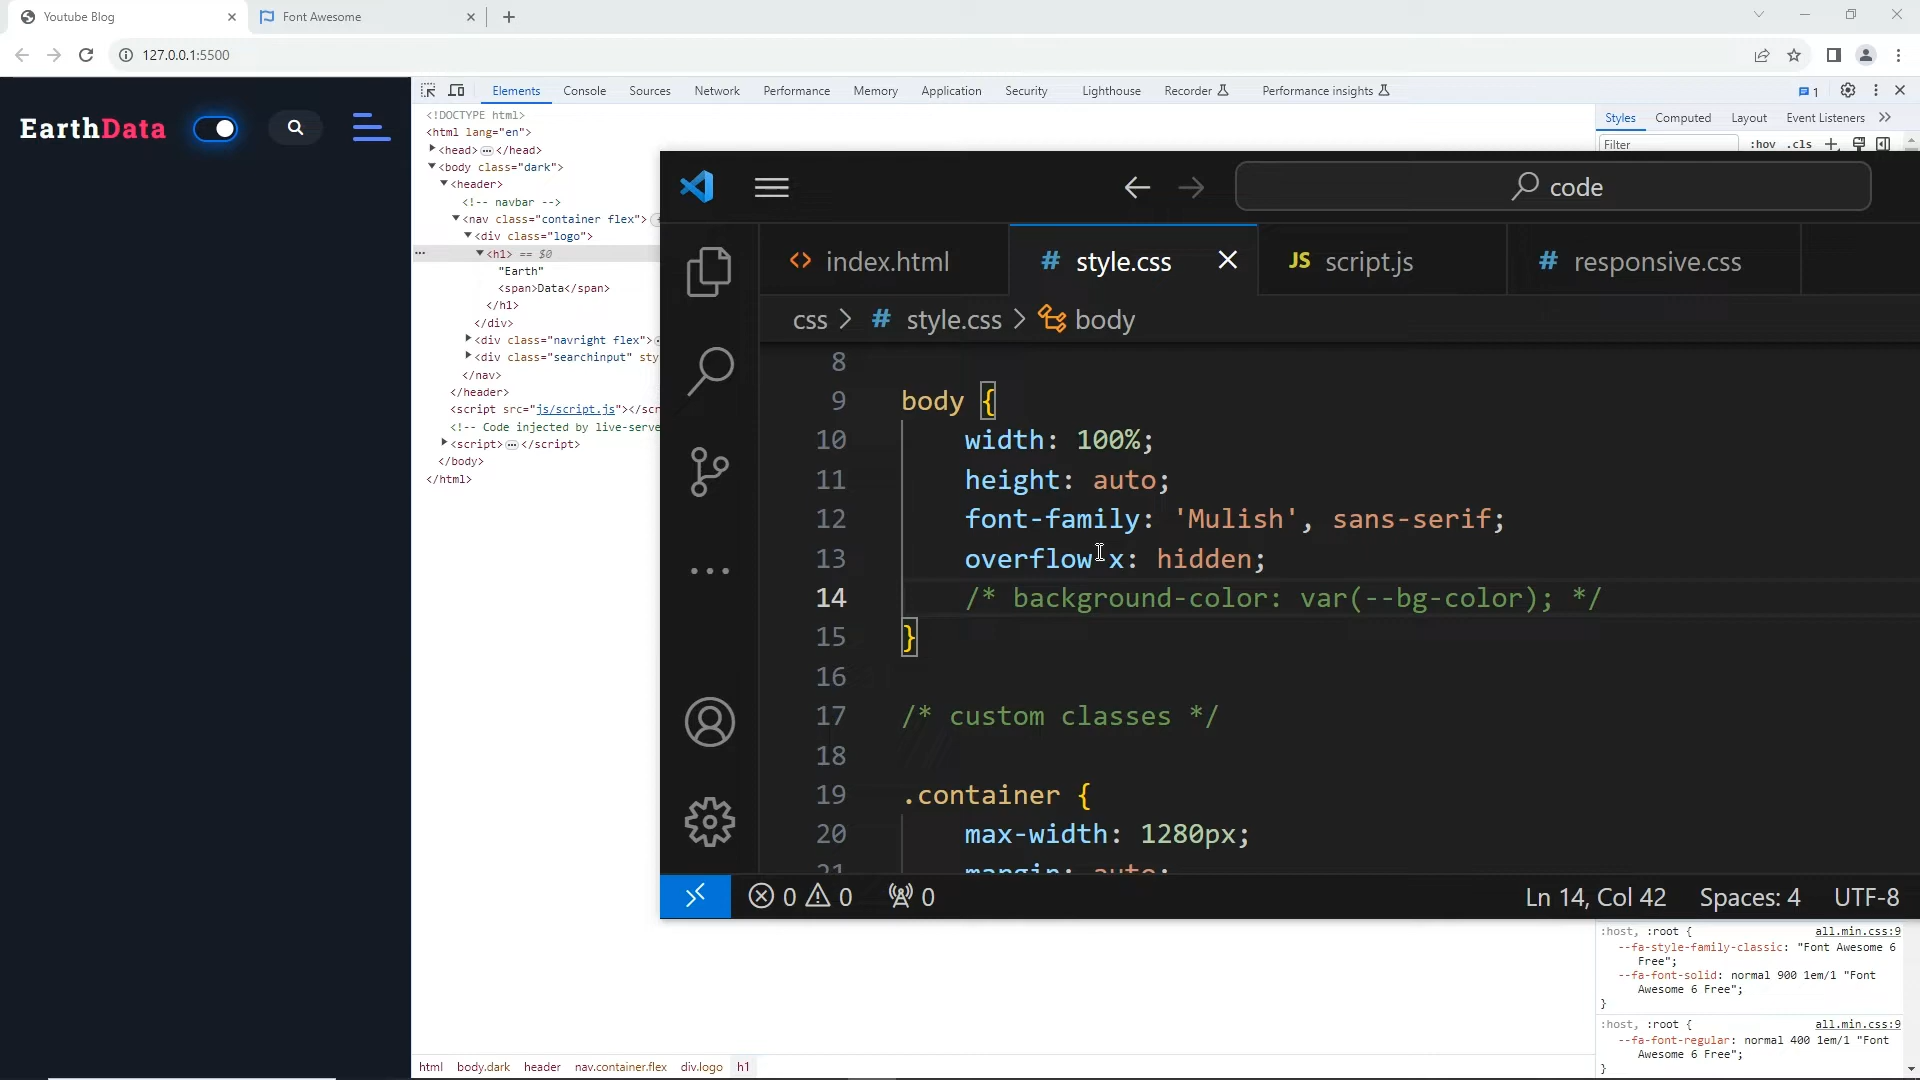 Youtube Blog
Font Awesome
127.0.0.1:5500
EarthData
Elements Console Sources Network Performance Memory Application Security Lighthouse Recorder Performance insights 1
<!DOCTYPE html>
<html lang="en">
<head> </head>
<body class="dark">
<header>
<!-- navbar -->
<nav class="container flex">
<div class="logo">
<h1> == $0
"Earth"
<span>Data</span>
</h1>
</div>
<div class="navright flex">
<div class="searchinput" sty
</nav>
</header>
<script src="js/script.js"></scr
<!-- Code injected by live-serve
<script> </script>
</body>
</html>
Styles Computed Layout Event Listeners
Filter :hov .cls
code
index.html
# style.css
JS script.js
# responsive.css
css > # style.css > body
8
9 body {
10 width: 100%;
11 height: auto;
12 font-family: 'Mulish', sans-serif;
13 overflow-x: hidden;
14 /* background-color: var(--bg-color); */
15 }
16
17 /* custom classes */
18
19 .container {
20 max-width: 1280px;
21 margin: auto;
0 0 0 Ln 14, Col 42 Spaces: 4 UTF-8
:host, :root { all.min.css:9
--fa-style-family-classic: "Font Awesome 6
Free";
--fa-font-solid: normal 900 1em/1 "Font
Awesome 6 Free";
}
:host, :root { all.min.css:9
--fa-font-regular: normal 400 1em/1 "Font
Awesome 6 Free";
}
html body.dark header nav.container.flex div.logo h1